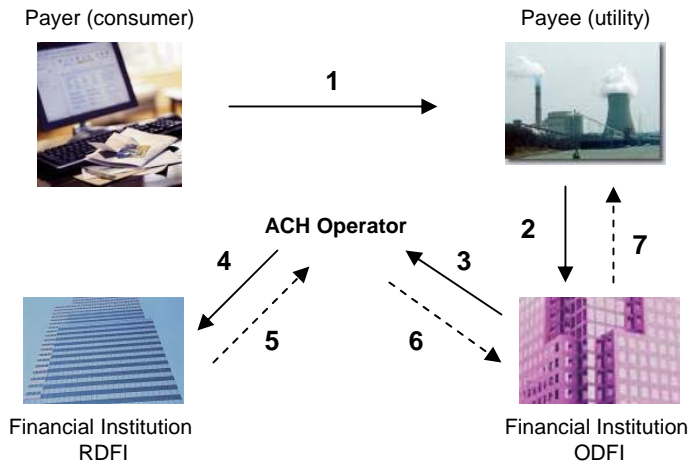 Payer (consumer)
Payee (utility)
1
ACH Operator
2
7
4
3
5
6
Financial Institution
RDFI
Financial Institution
ODFI